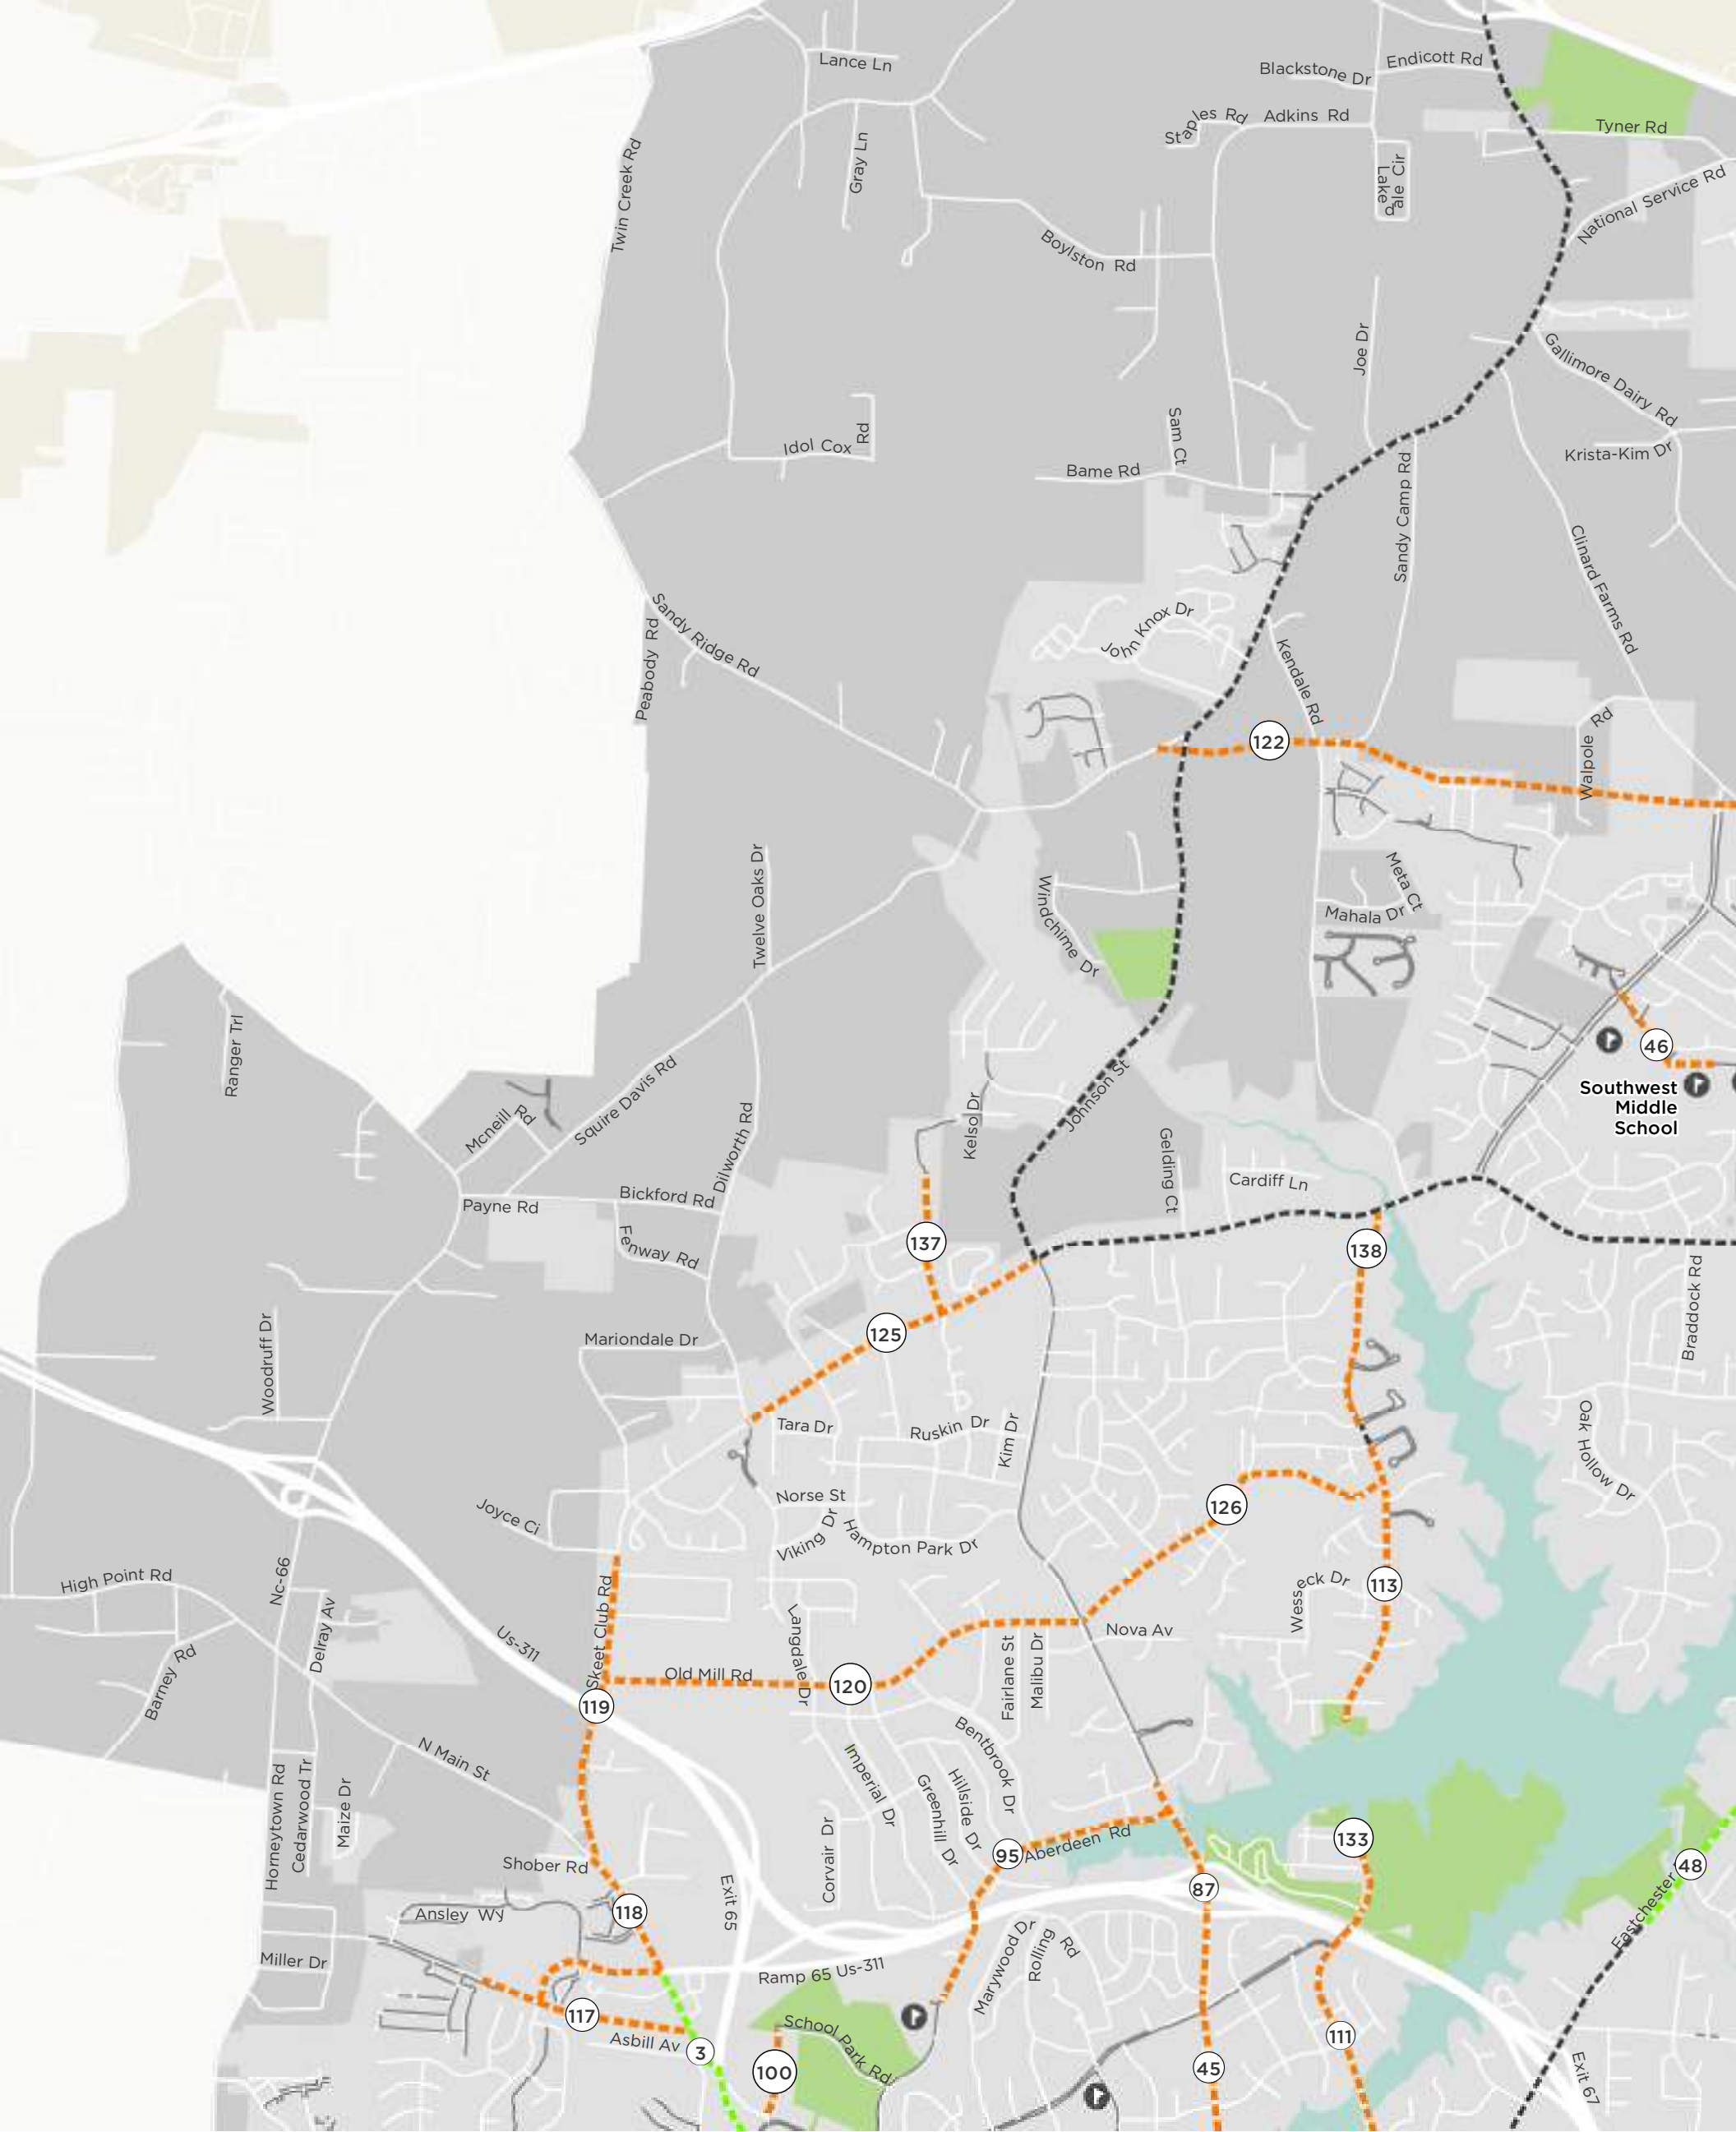 Lance Ln
Blackstone Dr
Endicott Rd
Staples Rd
Adkins Rd
Tyner Rd
Twin Creek Rd
Gray Ln
Lakedale Cir
National Service Rd
Boylston Rd
Joe Dr
Gallimore Dairy Rd
Idol Cox Rd
Sam Ct
Bame Rd
Sandy Camp Rd
Krista-Kim Dr
Clinard Farms Rd
Sandy Ridge Rd
Peabody Rd
John Knox Dr
Kendale Rd
Walpole Rd
122
Twelve Oaks Dr
Windchime Dr
Meta Ct
Mahala Dr
Ranger Trl
46
Southwest
Middle
School
Mcneill Rd
Squire Davis Rd
Dilworth Rd
Kelso Dr
Johnson St
Gelding Ct
Cardiff Ln
Payne Rd
Bickford Rd
Fenway Rd
137
138
Braddock Rd
Woodruff Dr
Mariondale Dr
125
Tara Dr
Ruskin Dr
Kim Dr
Oak Hollow Dr
Joyce Ci
Norse St
Viking Dr
Hampton Park Dr
126
High Point Rd
Nc-66
Delray Av
Barney Rd
Us-311
Skeet Club Rd
Langdale Dr
Wesseck Dr
113
Nova Av
Fairlane St
Malibu Dr
Old Mill Rd
120
119
N Main St
Horneytown Rd
Cedarwood Tr
Maize Dr
Imperial Dr
Greenhill Dr
Hillside Dr
Bentbrook Dr
Corvair Dr
95
Aberdeen Rd
133
48
Eastchester
Shober Rd
Exit 65
87
Ansley Wy
118
Miller Dr
Ramp 65 Us-311
Marywood Dr
Rolling Rd
117
Asbill Av
3
School Park Rd
100
45
111
Exit 67